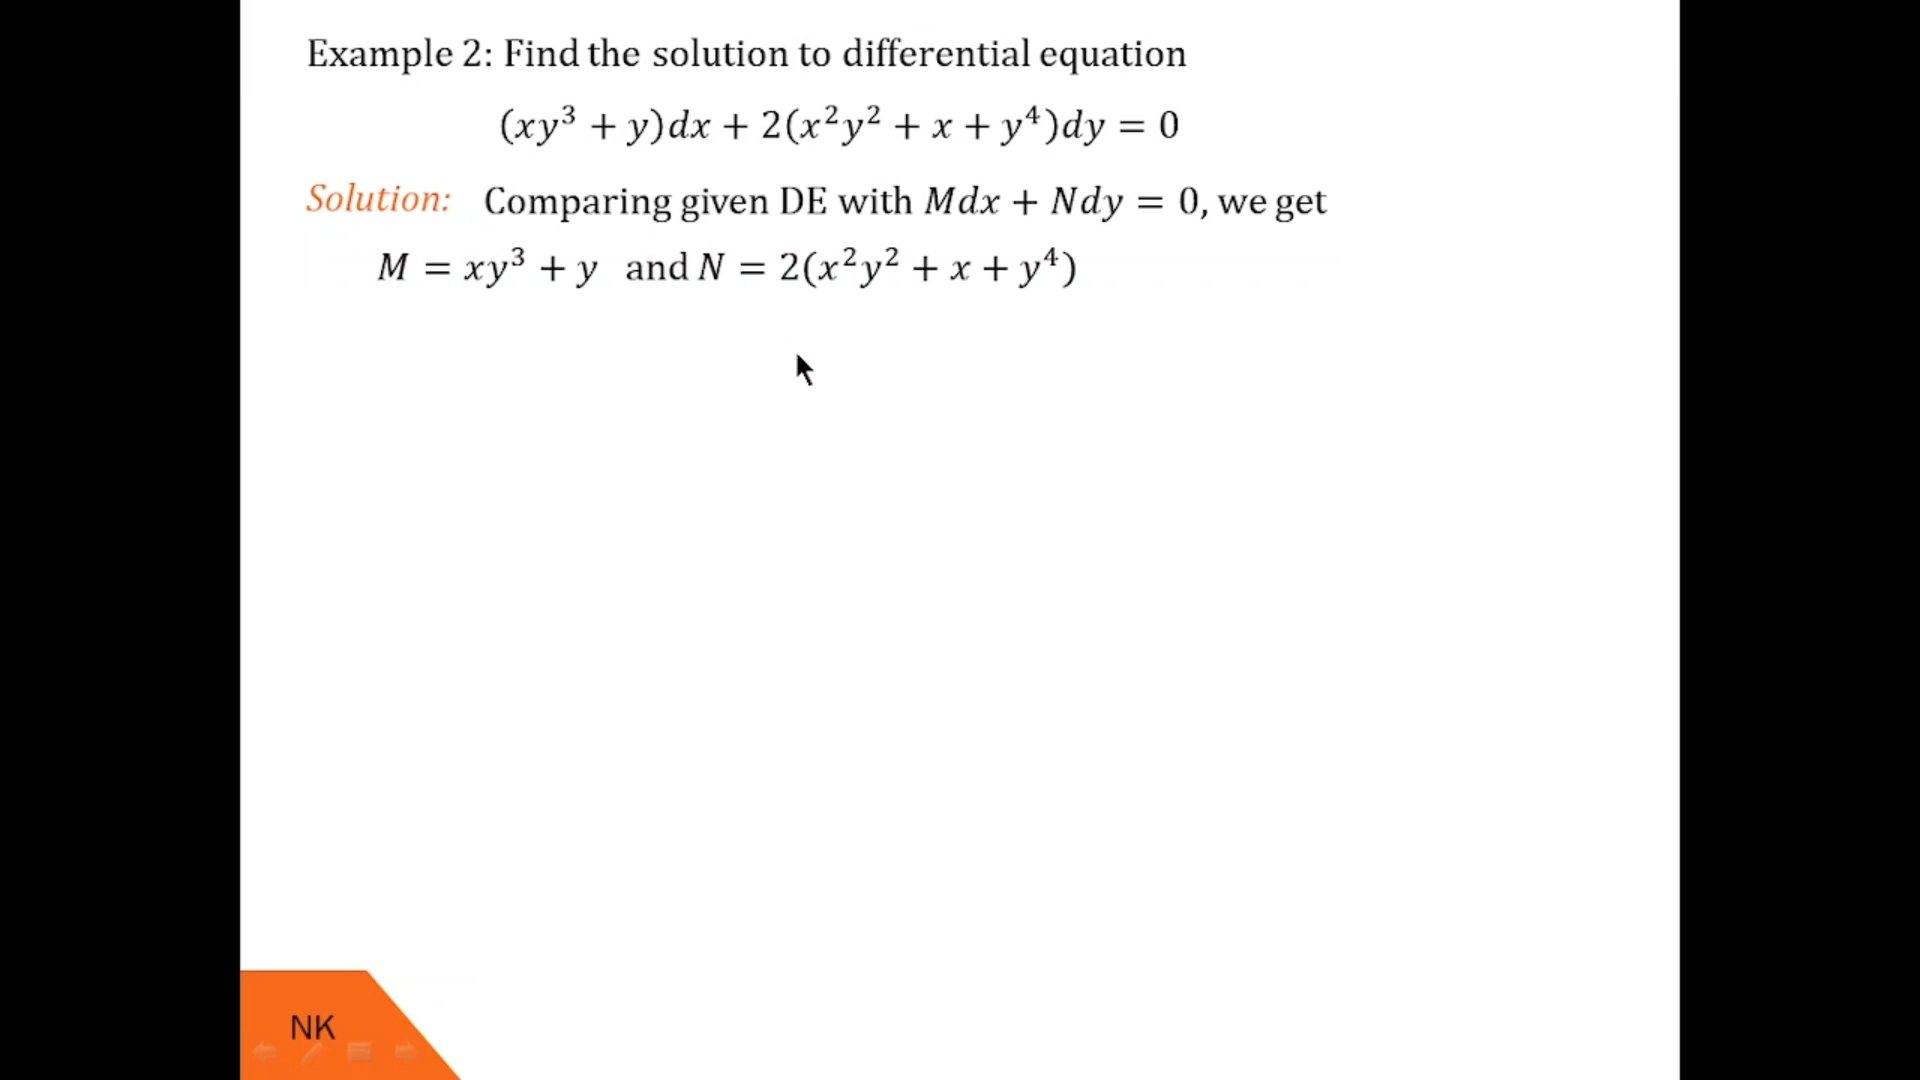 Example 2: Find the solution to differential equation
(xy³ + y)dx + 2(x²y² + x + y⁴)dy = 0
Solution: Comparing given DE with Mdx + Ndy = 0, we get
M = xy³ + y and N = 2(x²y² + x + y⁴)
NK